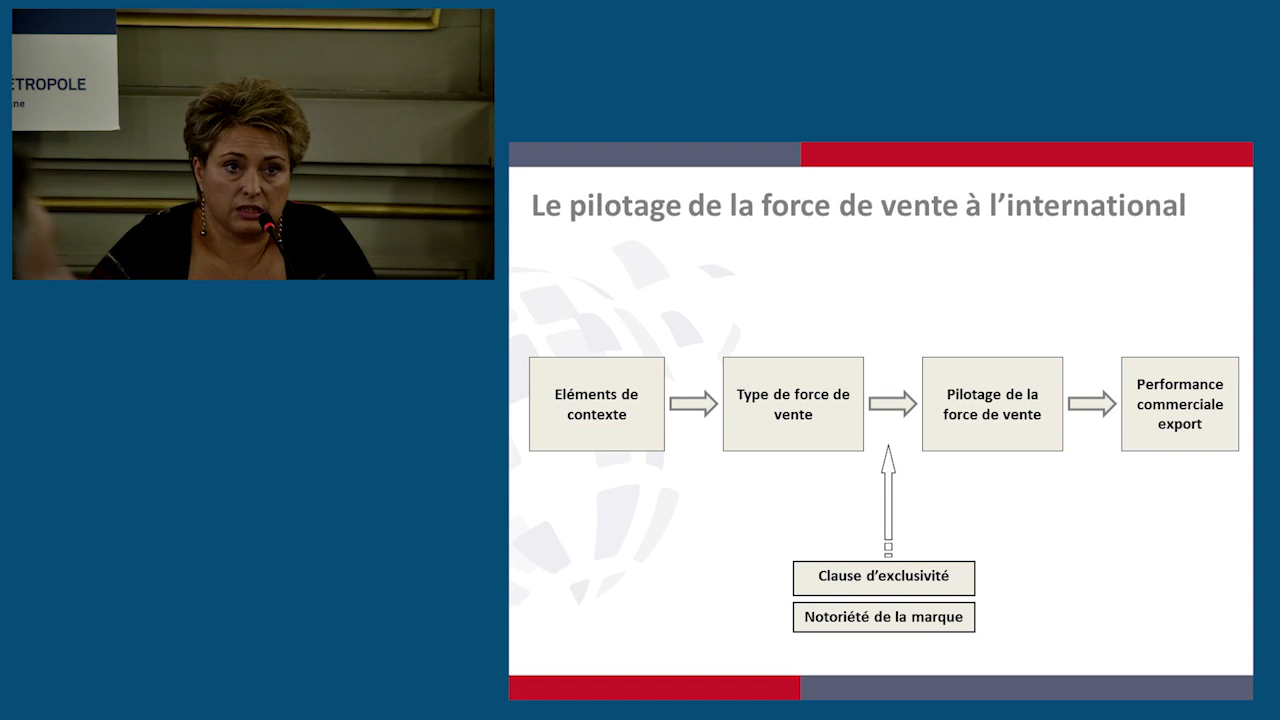 ETROPOLE
ne
Le pilotage de la force de vente à l’international
Eléments de
contexte
Type de force de
vente
Pilotage de la
force de vente
Performance
commerciale
export
Clause d’exclusivité
Notoriété de la marque